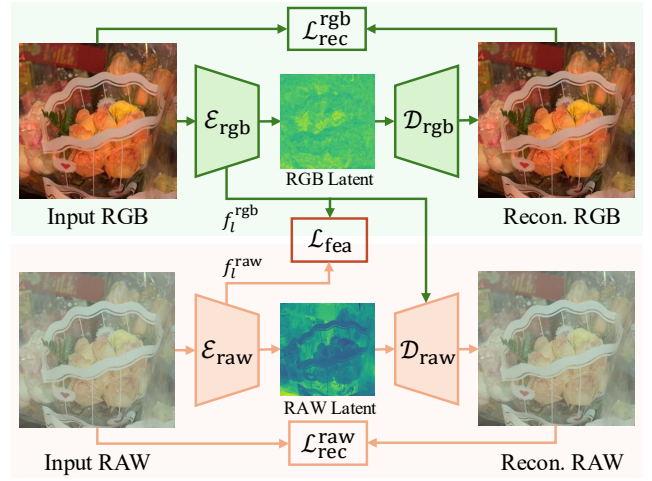 ℒ_rec^rgb
ℰ_rgb
𝒟_rgb
RGB Latent
Input RGB
f_l^rgb
Recon. RGB
ℒ_fea
f_l^raw
ℰ_raw
𝒟_raw
RAW Latent
Input RAW
ℒ_rec^raw
Recon. RAW